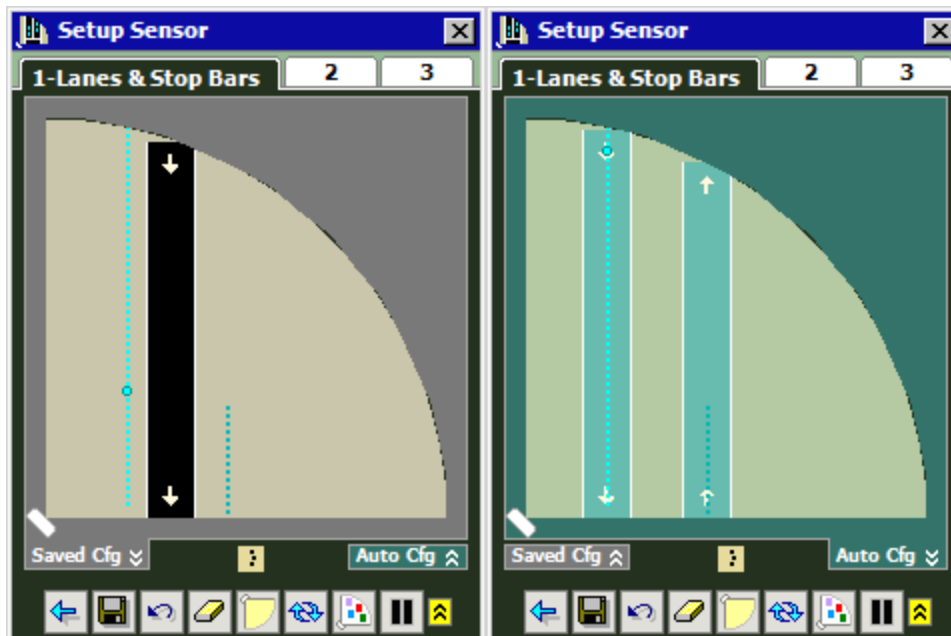 Setup Sensor
1-Lanes & Stop Bars 2 3
Saved Cfg Auto Cfg
Setup Sensor
1-Lanes & Stop Bars 2 3
Saved Cfg Auto Cfg